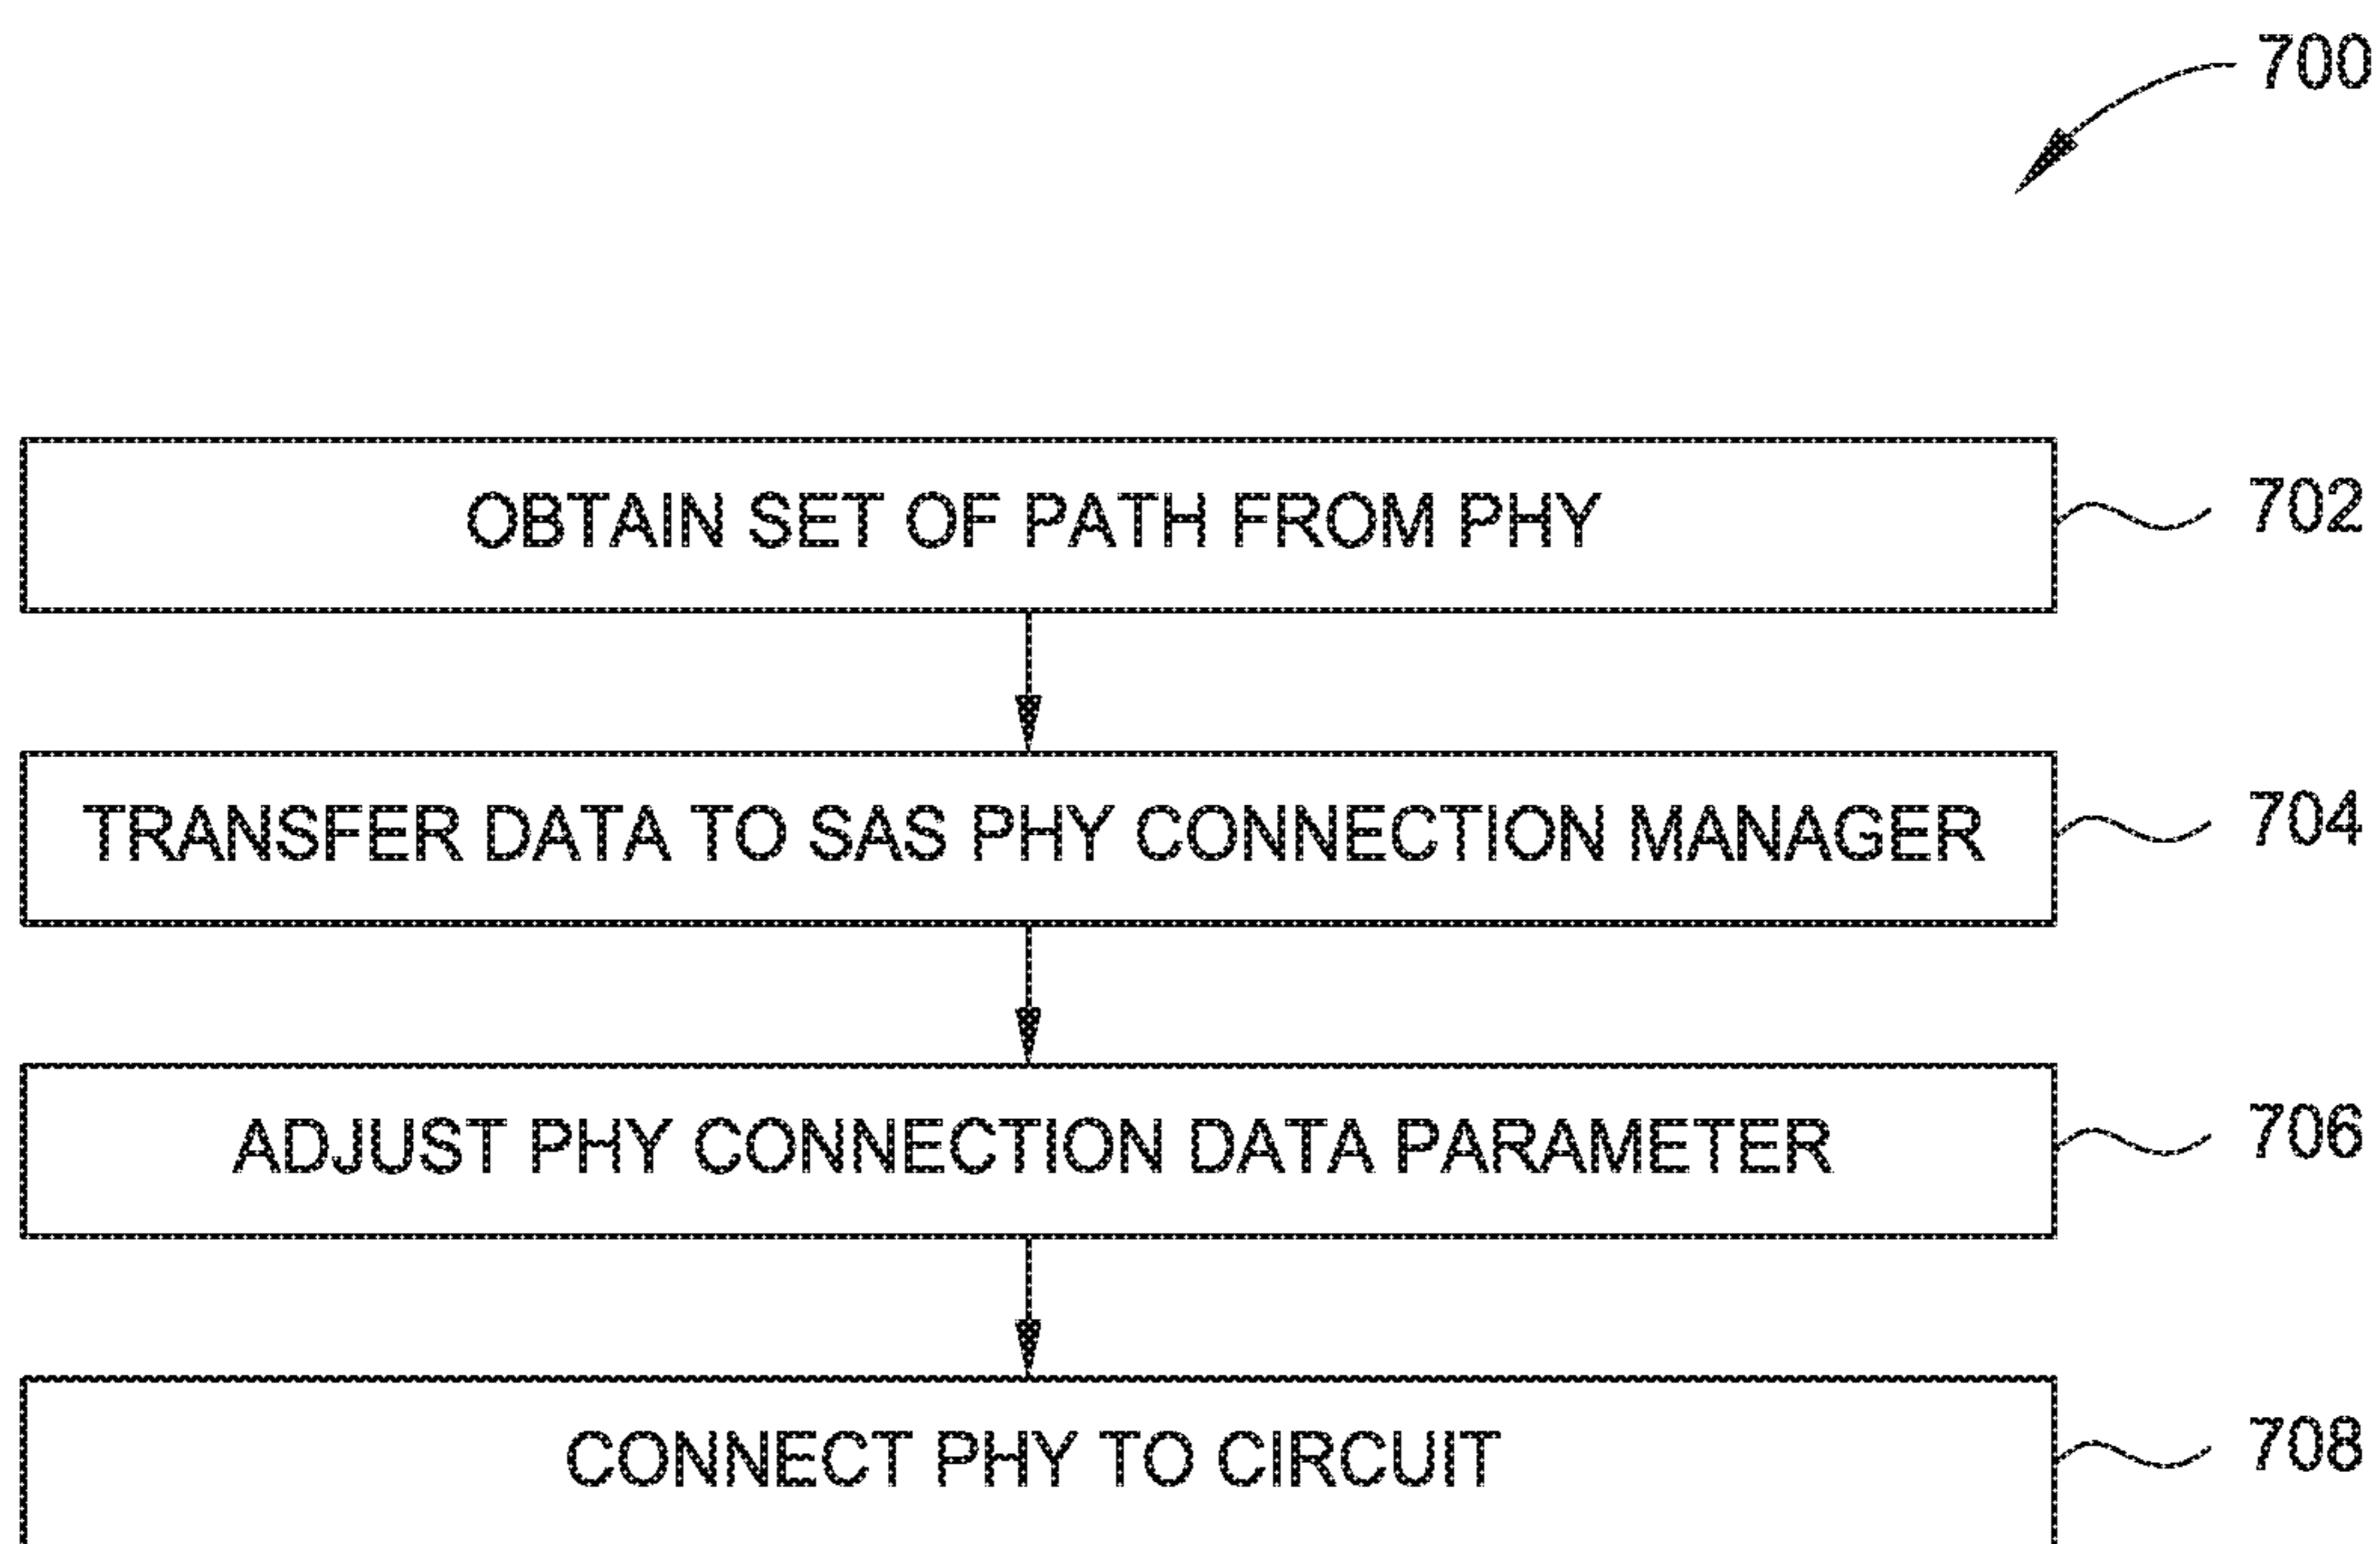 700
OBTAIN SET OF PATH FROM PHY 702
TRANSFER DATA TO SAS PHY CONNECTION MANAGER 704
ADJUST PHY CONNECTION DATA PARAMETER 706
CONNECT PHY TO CIRCUIT 708